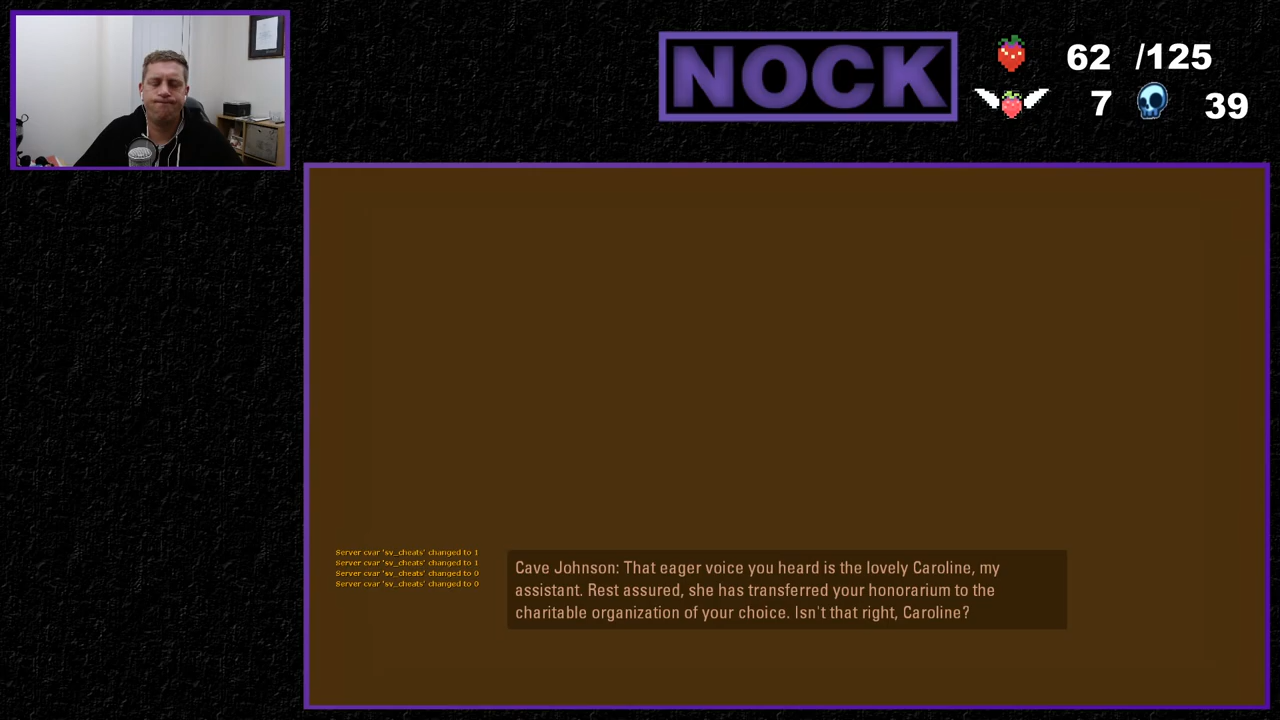 NOCK
62 /125
7 39
Server cvar 'sv_cheats' changed to 1
Server cvar 'sv_cheats' changed to 1
Server cvar 'sv_cheats' changed to 0
Server cvar 'sv_cheats' changed to 0
Cave Johnson: That eager voice you heard is the lovely Caroline, my
assistant. Rest assured, she has transferred your honorarium to the
charitable organization of your choice. Isn't that right, Caroline?